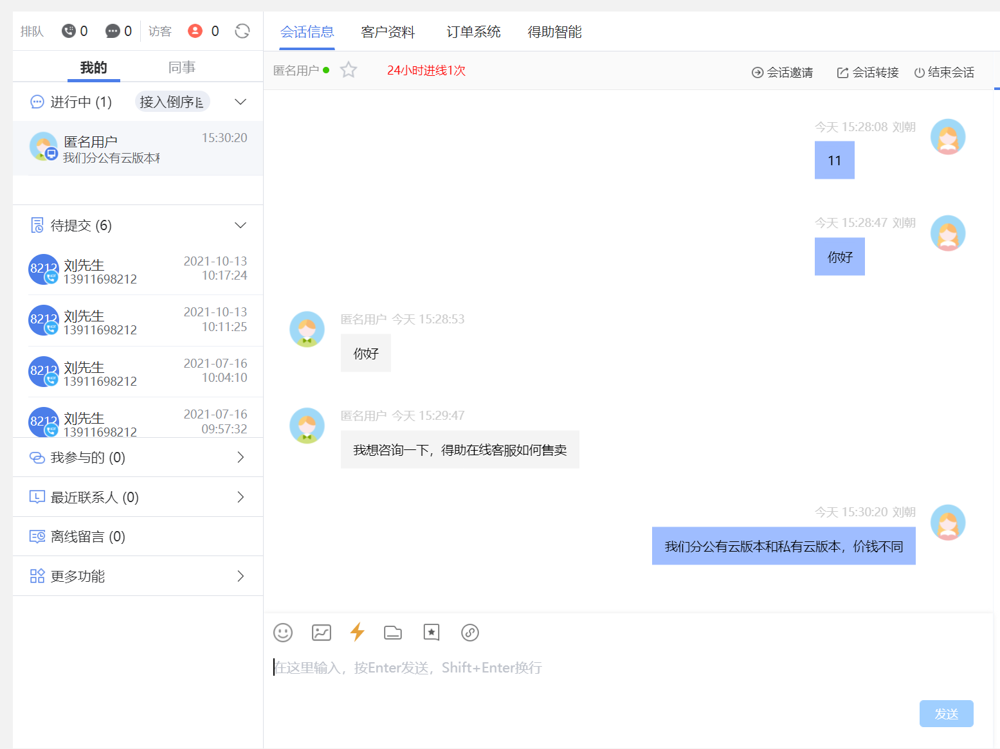 排队 0 0 访客 0
我的 同事
进行中 (1) 接入倒序
匿名用户 15:30:20
我们分公有云版本
待提交 (6)
8212 刘先生 2021-10-13
13911698212 10:17:24
8212 刘先生 2021-10-13
13911698212 10:11:25
8212 刘先生 2021-07-16
13911698212 10:04:10
8212 刘先生 2021-07-16
13911698212 09:57:32
我参与的 (0)
最近联系人 (0)
离线留言 (0)
更多功能
会话信息 客户资料 订单系统 得助智能
匿名用户 24小时进线1次 会话邀请 会话转接 结束会话
今天 15:28:08 刘朝
11
今天 15:28:47 刘朝
你好
匿名用户 今天 15:28:53
你好
匿名用户 今天 15:29:47
我想咨询一下，得助在线客服如何售卖
今天 15:30:20 刘朝
我们分公有云版本和私有云版本，价钱不同
在这里输入，按Enter发送，Shift+Enter换行
发送